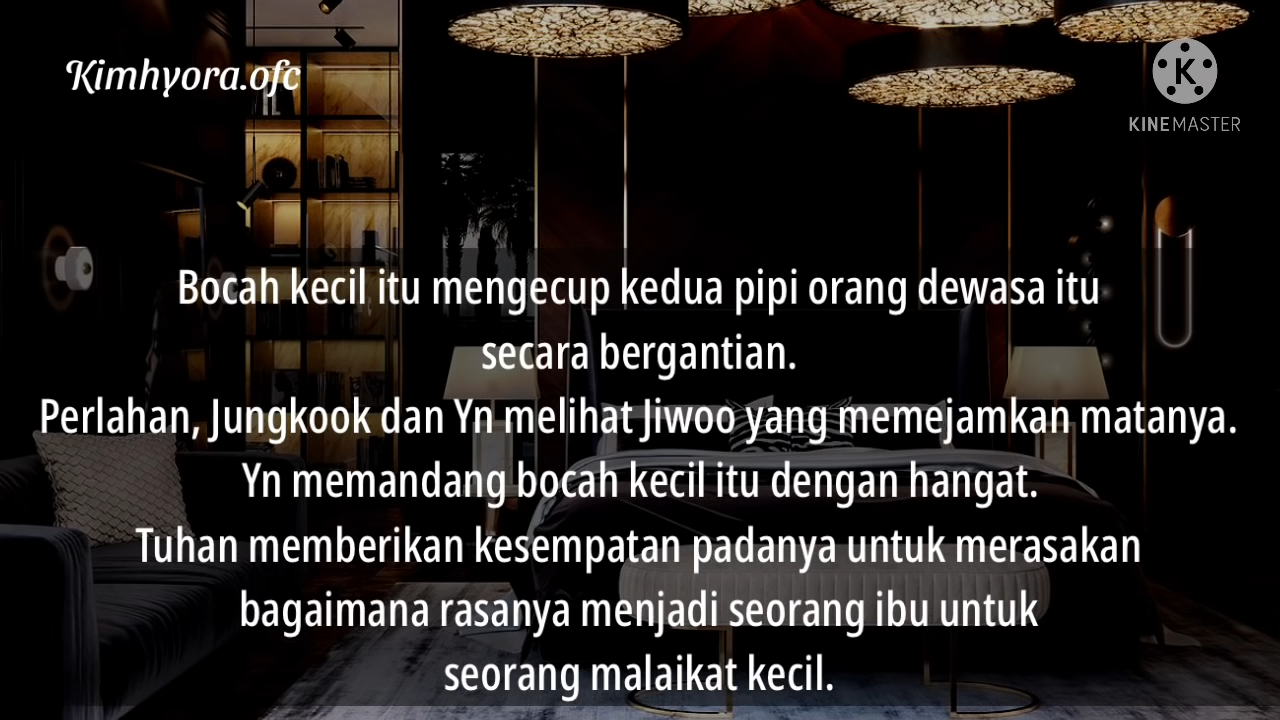 Kimhyora.ofc
K
KINEMASTER
Bocah kecil itu mengecup kedua pipi orang dewasa itu
secara bergantian.
Perlahan, Jungkook dan Yn melihat Jiwoo yang memejamkan matanya.
Yn memandang bocah kecil itu dengan hangat.
Tuhan memberikan kesempatan padanya untuk merasakan
bagaimana rasanya menjadi seorang ibu untuk
seorang malaikat kecil.